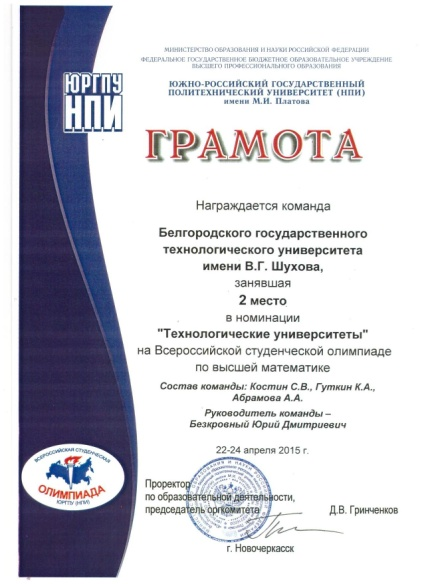 МИНИСТЕРСТВО ОБРАЗОВАНИЯ И НАУКИ РОССИЙСКОЙ ФЕДЕРАЦИИ
ФЕДЕРАЛЬНОЕ ГОСУДАРСТВЕННОЕ БЮДЖЕТНОЕ ОБРАЗОВАТЕЛЬНОЕ УЧРЕЖДЕНИЕ
ВЫСШЕГО ПРОФЕССИОНАЛЬНОГО ОБРАЗОВАНИЯ
ЮРГПУ
НПИ
ЮЖНО-РОССИЙСКИЙ ГОСУДАРСТВЕННЫЙ
ПОЛИТЕХНИЧЕСКИЙ УНИВЕРСИТЕТ (НПИ)
имени М.И. Платова
ГРАМОТА
Награждается команда
Белгородского государственного
технологического университета
имени В.Г. Шухова,
занявшая
2 место
в номинации
"Технологические университеты"
на Всероссийской студенческой олимпиаде
по высшей математике
Состав команды: Костин С.В., Гуткин К.А.,
Абрамова А.А.
Руководитель команды –
Безкровный Юрий Дмитриевич
22-24 апреля 2015 г.
ВСЕРОССИЙСКАЯ СТУДЕНЧЕСКАЯ
ОЛИМПИАДА
ЮРГПУ (НПИ)
Проректор
по образовательной деятельности,
председатель оргкомитета Д.В. Гринченков
г. Новочеркасск